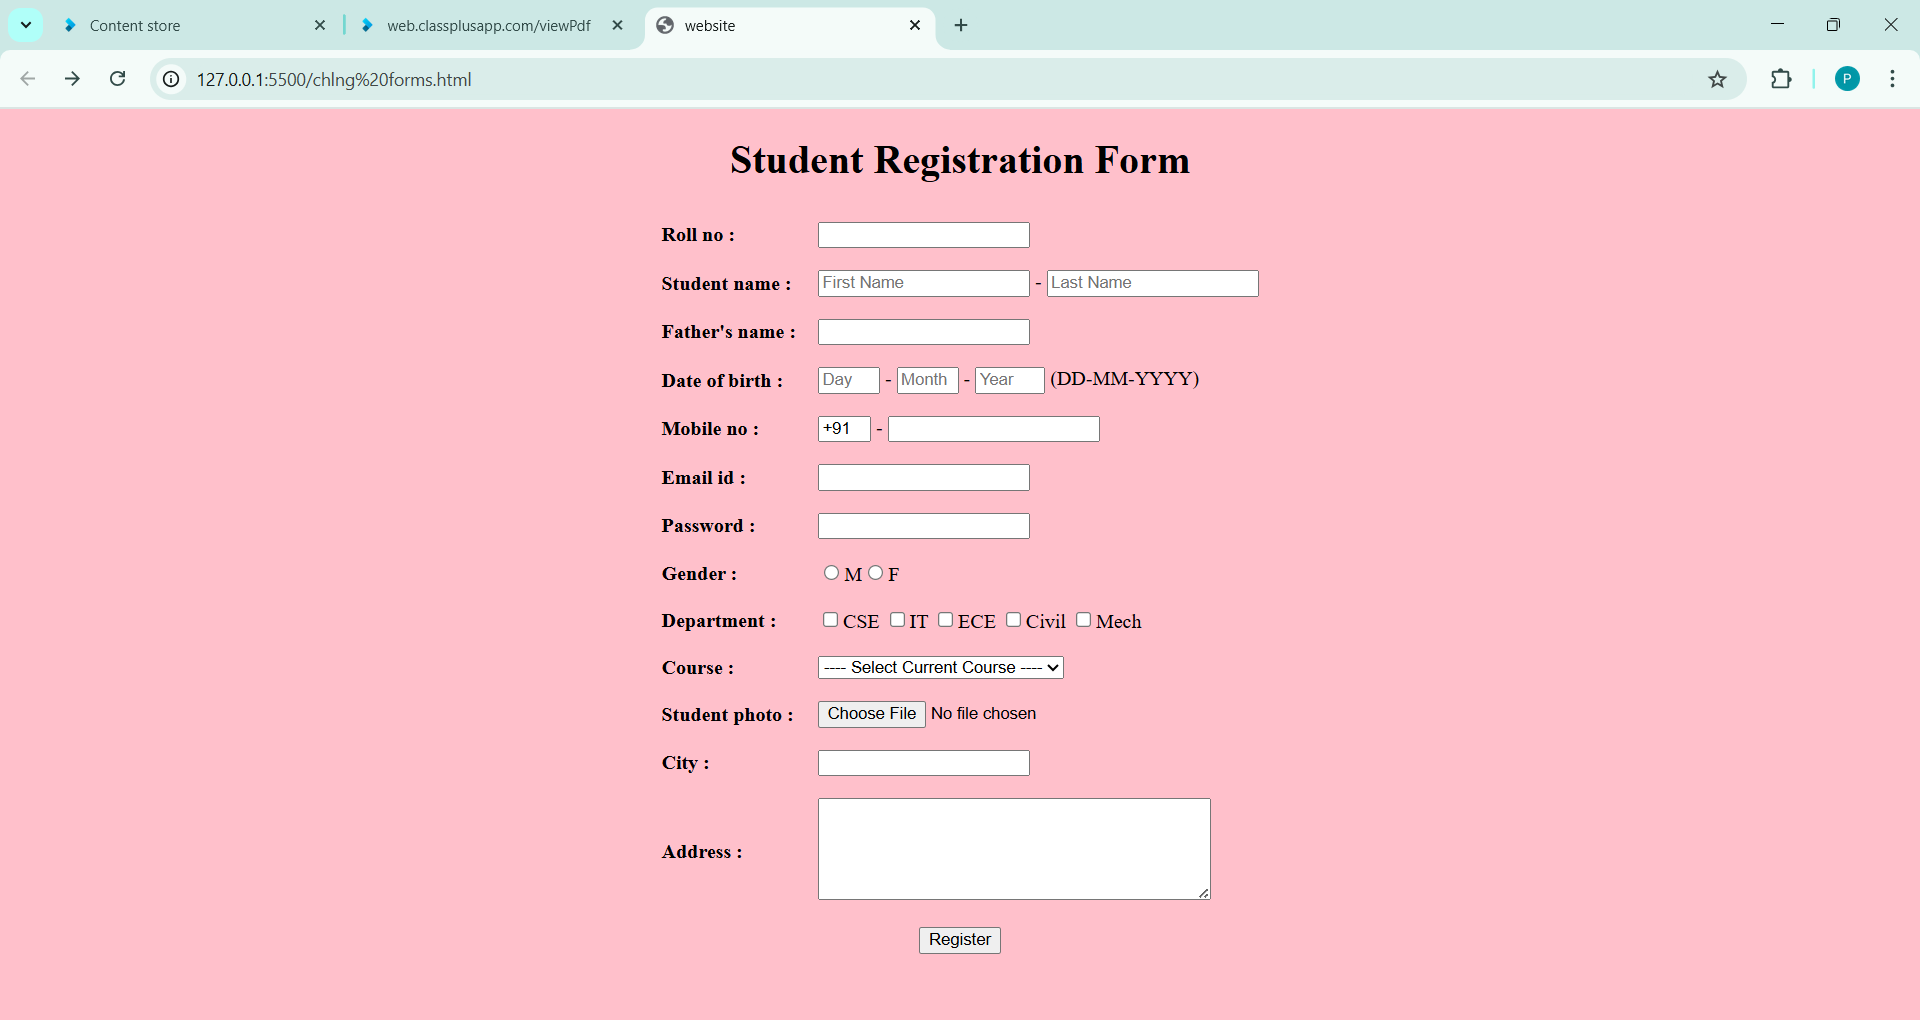 Content store
web.classplusapp.com/viewPdf
website
127.0.0.1:5500/chlng%20forms.html
P
Student Registration Form
Roll no :
Student name : First Name - Last Name
Father's name :
Date of birth : Day - Month - Year (DD-MM-YYYY)
Mobile no : +91 -
Email id :
Password :
Gender : M F
Department : CSE IT ECE Civil Mech
Course : ---- Select Current Course ----
Student photo : Choose File No file chosen
City :
Address :
Register